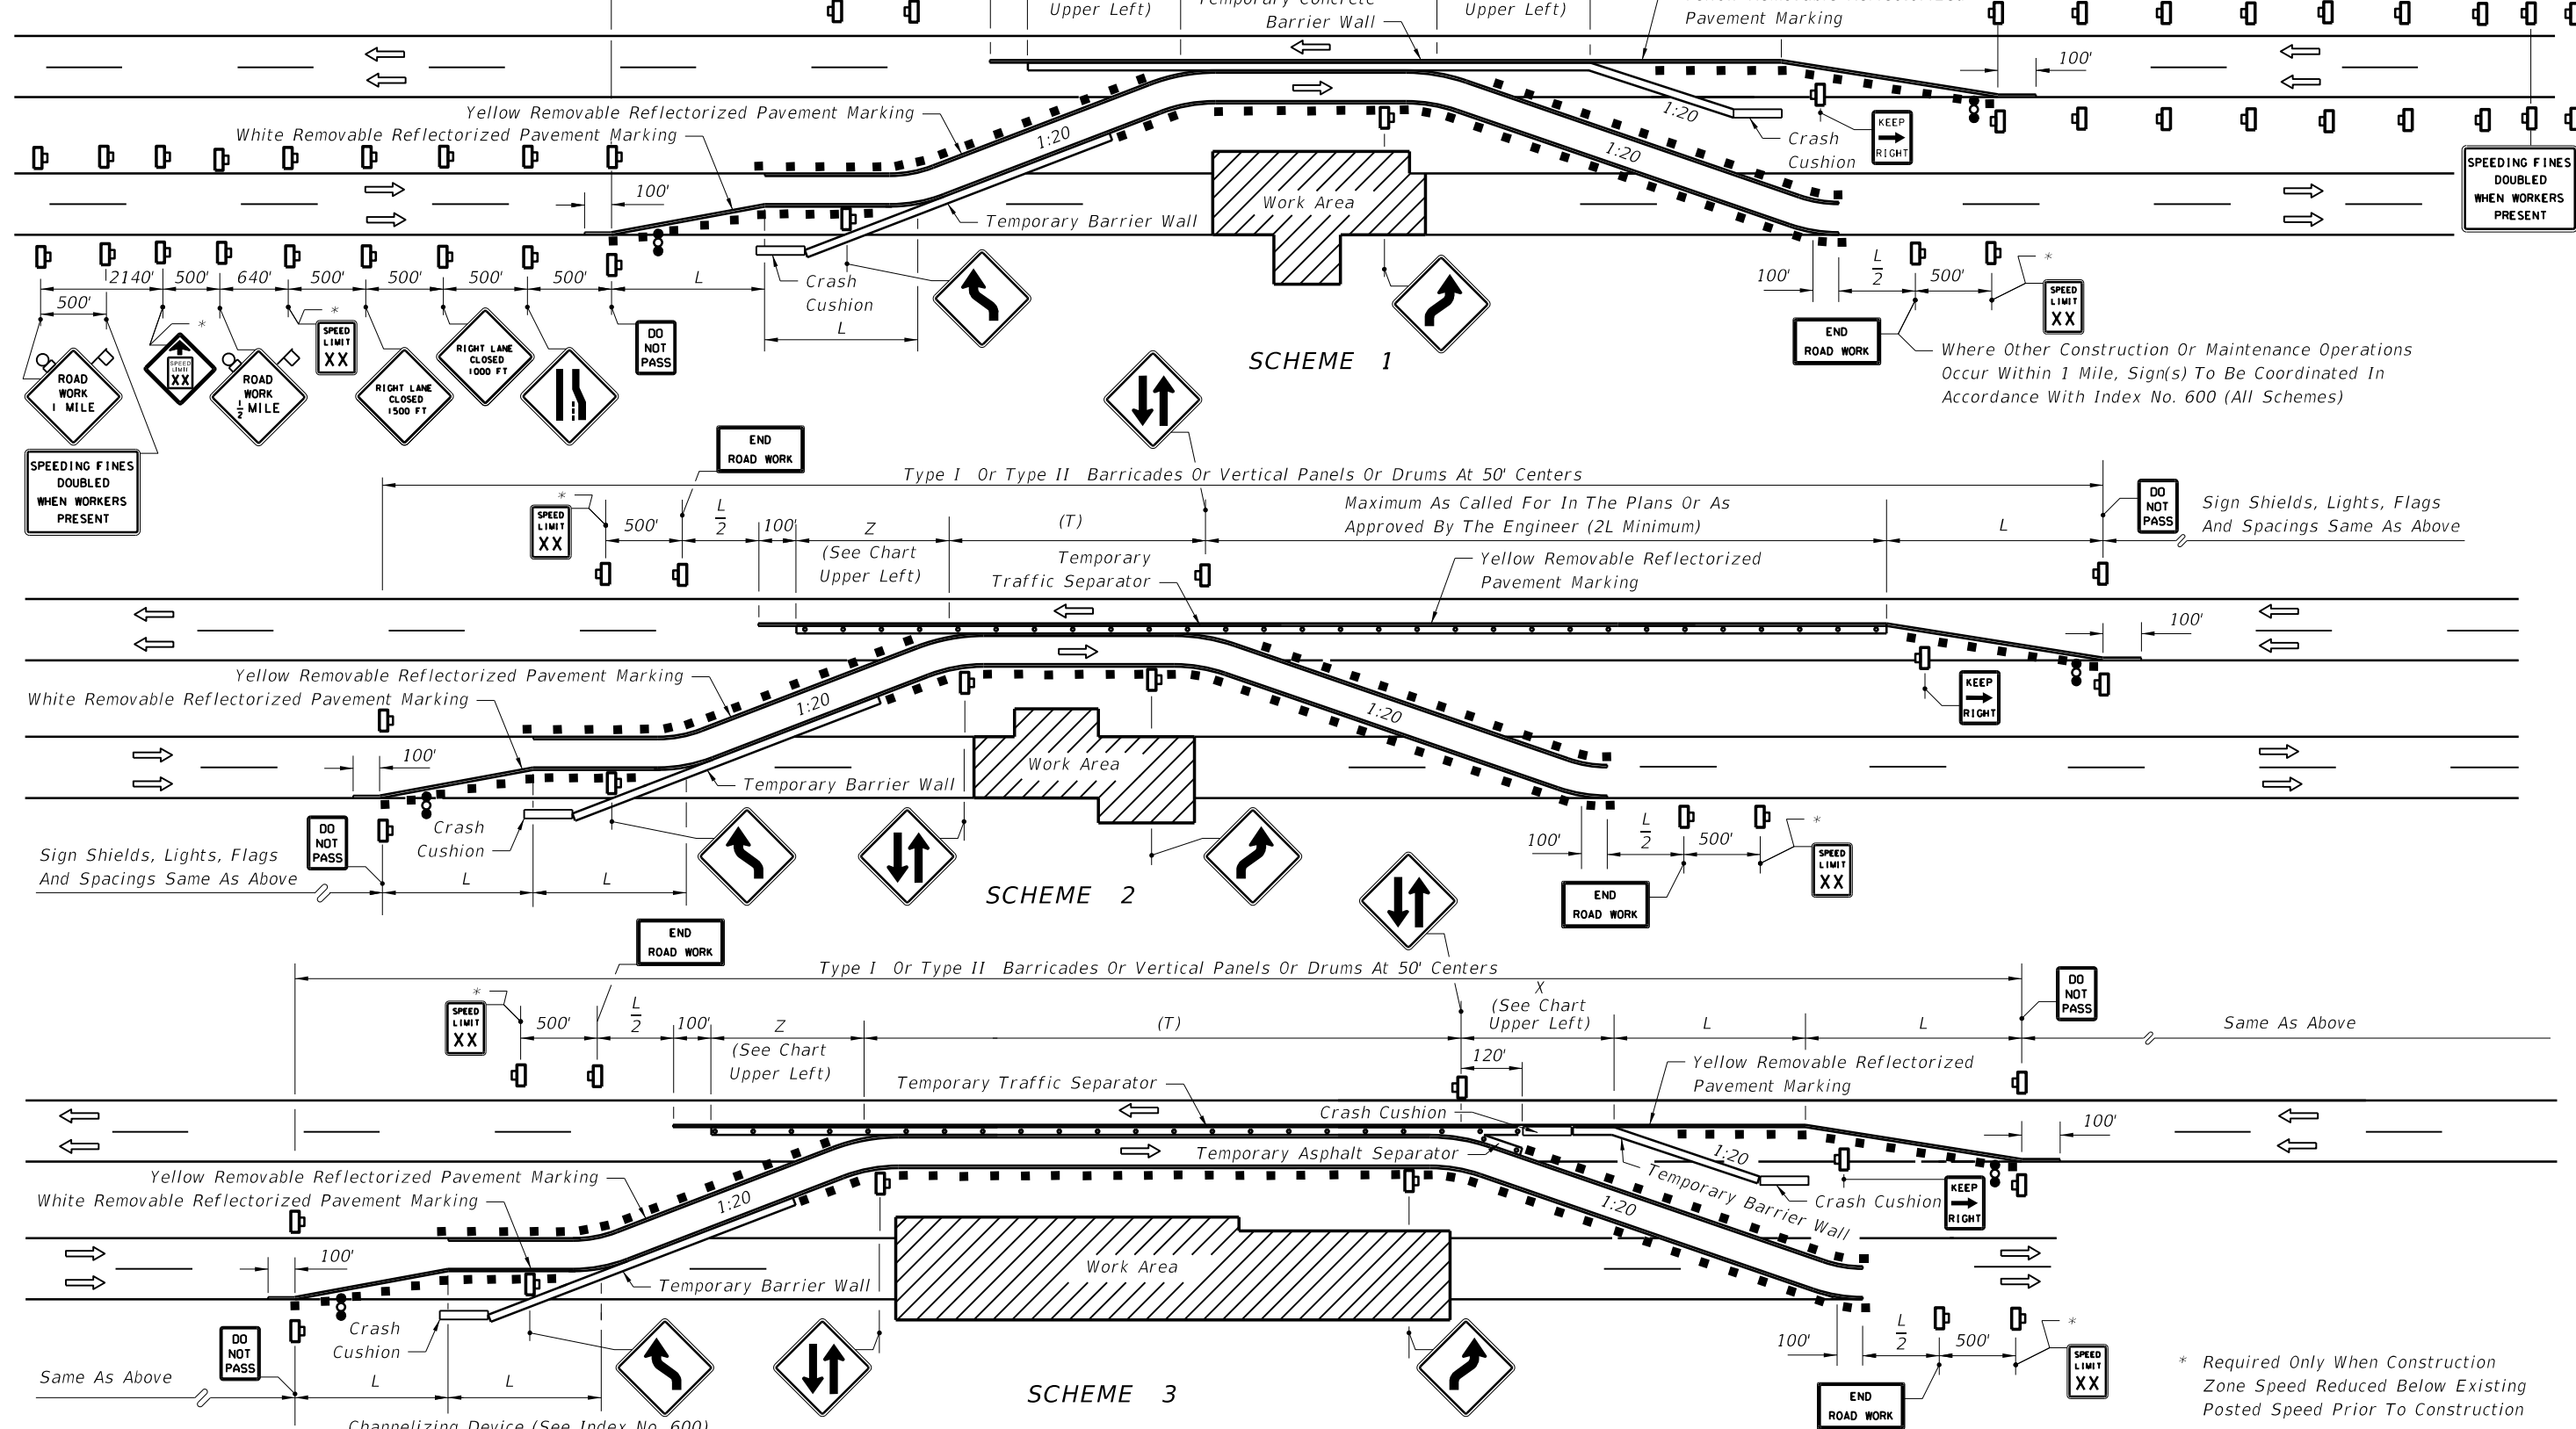 Upper Left)
Temporary Concrete
Barrier Wall
Upper Left)
Pavement Marking
100'
Yellow Removable Reflectorized Pavement Marking
White Removable Reflectorized Pavement Marking
1:20
1:20
1:20
Crash
Cushion
KEEP
RIGHT
SPEEDING FINES
DOUBLED
WHEN WORKERS
PRESENT
100'
Temporary Barrier Wall
Work Area
2140'
500'
640'
500'
500'
500'
500'
L
500'
Crash
Cushion
L
100'
L
2
500'
*
*
*
ROAD
WORK
1 MILE
SPEED
LIMIT
XX
ROAD
WORK
1/2 MILE
SPEED
LIMIT
XX
RIGHT LANE
CLOSED
1500 FT
RIGHT LANE
CLOSED
1000 FT
DO
NOT
PASS
SCHEME 1
END
ROAD WORK
SPEED
LIMIT
XX
Where Other Construction Or Maintenance Operations
Occur Within 1 Mile, Sign(s) To Be Coordinated In
Accordance With Index No. 600 (All Schemes)
SPEEDING FINES
DOUBLED
WHEN WORKERS
PRESENT
END
ROAD WORK
Type I Or Type II Barricades Or Vertical Panels Or Drums At 50' Centers
*
SPEED
LIMIT
XX
500'
L
2
100'
Z
(See Chart
Upper Left)
(T)
Maximum As Called For In The Plans Or As
Approved By The Engineer (2L Minimum)
L
DO
NOT
PASS
Sign Shields, Lights, Flags
And Spacings Same As Above
Temporary
Traffic Separator
Yellow Removable Reflectorized
Pavement Marking
100'
Yellow Removable Reflectorized Pavement Marking
White Removable Reflectorized Pavement Marking
1:20
1:20
KEEP
RIGHT
100'
Temporary Barrier Wall
Work Area
DO
NOT
PASS
Crash
Cushion
Sign Shields, Lights, Flags
And Spacings Same As Above
L
L
SCHEME 2
100'
L
2
500'
*
END
ROAD WORK
SPEED
LIMIT
XX
END
ROAD WORK
Type I Or Type II Barricades Or Vertical Panels Or Drums At 50' Centers
*
SPEED
LIMIT
XX
500'
L
2
100'
Z
(See Chart
Upper Left)
(T)
X
(See Chart
Upper Left)
L
L
DO
NOT
PASS
Same As Above
120'
Temporary Traffic Separator
Yellow Removable Reflectorized
Pavement Marking
Crash Cushion
Temporary Asphalt Separator
1:20
Temporary Barrier Wall
Crash Cushion
KEEP
RIGHT
100'
Yellow Removable Reflectorized Pavement Marking
White Removable Reflectorized Pavement Marking
1:20
1:20
100'
Temporary Barrier Wall
Work Area
DO
NOT
PASS
Crash
Cushion
Same As Above
L
L
SCHEME 3
100'
L
2
500'
*
END
ROAD WORK
SPEED
LIMIT
XX
* Required Only When Construction
Zone Speed Reduced Below Existing
Posted Speed Prior To Construction
Channelizing Device (See Index No. 600)